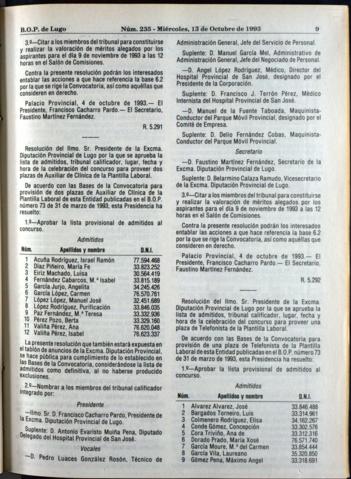 B.O.P. de Lugo
Núm. 235 - Miércoles, 13 de Octubre de 1993
9
3.º—Citar a los miembros del tribunal para constituirse
y realizar la valoración de méritos alegados por los
aspirantes para el día 9 de noviembre de 1993 a las 12
horas en el Salón de Comisiones.
Contra la presente resolución podrán los interesados
entablar las acciones a que hace referencia la base 6.2
por la que se rigió la Convocatoria, así como aquéllas que
consideren en derecho.
Palacio Provincial, 4 de octubre de 1993.— El
Presidente, Francisco Cacharro Pardo.— El Secretario,
Faustino Martínez Fernández.
R. 5.291
Resolución del Ilmo. Sr. Presidente de la Excma.
Diputación Provincial de Lugo por la que se aprueba la
lista de admitidos, tribunal calificador, lugar, fecha y
hora de la celebración del concurso para proveer dos
plazas de Auxiliar de Clínica de la Plantilla Laboral.
De acuerdo con las Bases de la Convocatoria para
provisión de dos plazas de Auxiliar de Clínica de la
Plantilla Laboral de esta Entidad publicadas en el B.O.P.
número 73 de 31 de marzo de 1993, esta Presidencia ha
resuelto:
1.—Aprobar la lista provisional de admitidos al
concurso.
Admitidos
Núm. Apellidos y nombre D.N.I.
1 Acuña Rodríguez, Israel Ramón 77.594.468
2 Díaz Piñeiro, María Fe 33.823.252
3 Eiriz Machado, Luisa 30.564.419
4 Fernández Cabarcos, M.ª Isabel 33.815.189
5 García Jurjo, Angelita 34.245.426
6 García López, Carmen 76.570.761
7 López López, Manuel José 32.451.689
8 López Rodríguez, Purificación 33.846.035
9 Paz Fernández, M.ª Teresa 33.332.936
10 Pérez Pozo, Berta 33.329.160
11 Valiña Pérez, Ana 76.620.048
12 Valiña Pérez, Isabel 76.623.337
La presente resolución que también estará expuesta en
el tablón de anuncios de la Excma. Diputación Provincial,
se hace pública para cumplimento de lo establecido en
las Bases de la Convocatoria, considerándose la lista de
admitidos como definitiva, al no haberse producido
exclusiones.
2.º—Nombrar a los miembros del tribunal calificador
integrado por:
Presidente
—Ilmo. Sr. D. Francisco Cacharro Pardo, Presidente de
la Excma. Diputación Provincial de Lugo.
Suplente: D. Antonio Evaristo Muiña Pena, Diputado
Delegado del Hospital Provincial de San José.
Vocales
—D. Pedro Luaces González Rosón, Técnico de
Administración General, Jefe del Servicio de Personal.
Suplente: D. Manuel García Mel, Administrativo de
Administración General, Jefe del Negociado de Personal.
—D. Angel López Rodríguez, Médico, Director del
Hospital Provincial de San José, designado por el
Presidente de la Corporación.
Suplente: D. Francisco J. Terrón Pérez, Médico
Internista del Hospital Provincial de San José.
—D. Manuel de la Fuente Taboada, Maquinista-
Conductor del Parque Móvil Provincial, designado por el
Comité de Empresa.
Suplente: D. Delio Fernández Cobas, Maquinista-
Conductor del Parque Móvil Provincial.
Secretario
—D. Faustino Martínez Fernández, Secretario de la
Excma. Diputación Provincial de Lugo.
Suplente: D. Belarmino Calaza Ramudo, Vicesecretario
de la Excma. Diputación Provincial de Lugo.
3.º—Citar a los miembros del tribunal para constituirse
y realizar la valoración de méritos alegados por los
aspirantes para el día 9 de noviembre de 1993 a las 12
horas en el Salón de Comisiones.
Contra la presente resolución podrán los interesados
entablar las acciones a que hace referencia la base 6.2
por la que se rigió la Convocatoria, así como aquéllas que
consideren en derecho.
Palacio Provincial, 4 de octubre de 1993.— El
Presidente, Francisco Cacharro Pardo.— El Secretario,
Faustino Martínez Fernández.
R. 5.292
Resolución del Ilmo. Sr. Presidente de la Excma.
Diputación Provincial de Lugo por la que se aprueba la
lista de admitidos, tribunal calificador, lugar, fecha y
hora de la celebración del concurso para proveer una
plaza de Telefonista de la Plantilla Laboral.
De acuerdo con las Bases de la Convocatoria para
provisión de una plaza de Telefonista de la Plantilla
Laboral de esta Entidad publicadas en el B.O.P. número 73
de 31 de marzo de 1993, esta Presidencia ha resuelto:
1.º—Aprobar la lista provisional de admitidos al
concurso.
Admitidos
Núm. Apellidos y nombre D.N.I.
1 Alvarez Alvarez, José 33.846.488
2 Bargados Torneiro, Luis 33.314.961
3 Colmenero Rodríguez, Elisa 34.162.267
4 Conde Gómez, Concepción 33.302.576
5 Cora Triviño, Ana de 33.312.316
6 Dorado Prado, María Xosé 76.571.740
7 García Moure, M.ª del Carmen 33.854.444
8 García Vila, Laureano 35.320.850
9 Gómez Pena, Máximo Angel 33.318.691